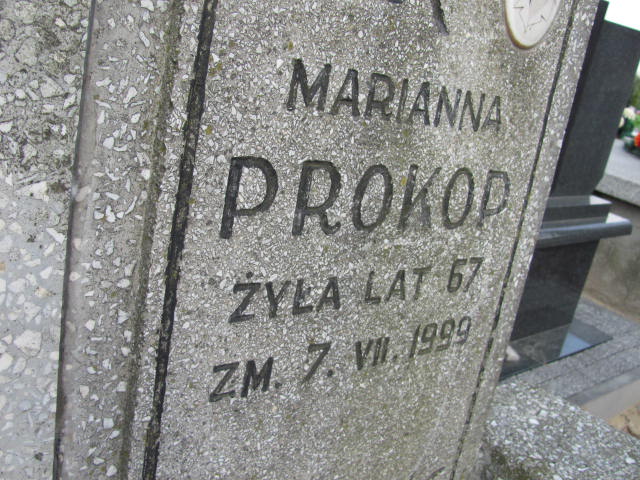 MARIANNA
PROKOP
ŻYŁA LAT 67
ZM. 7. VII. 1999